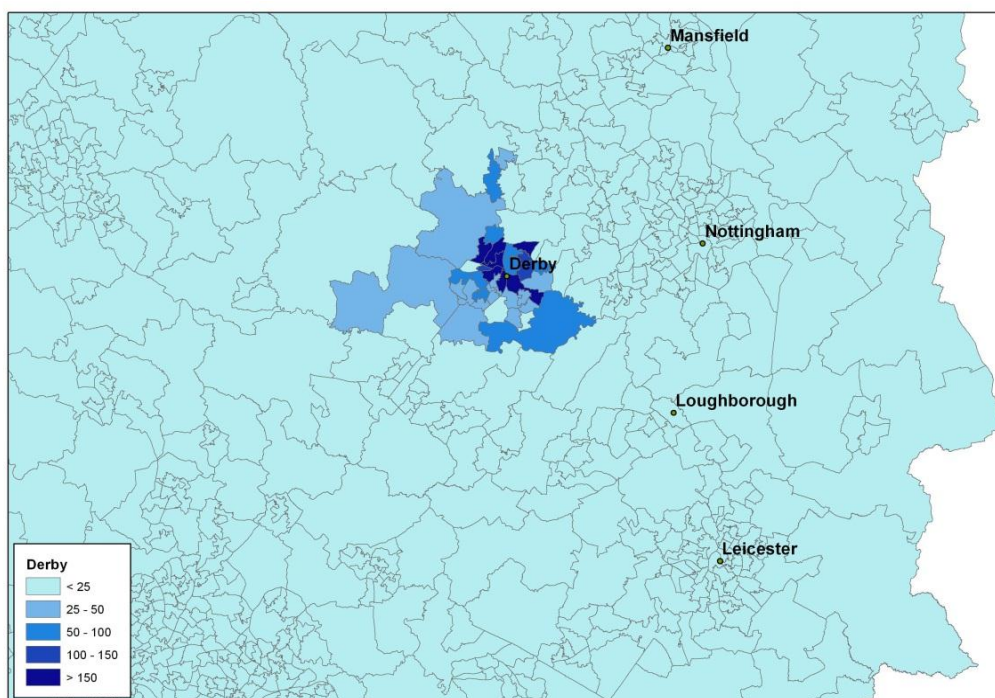 Mansfield
Nottingham
Derby
Loughborough
Leicester
Derby
< 25
25 - 50
50 - 100
100 - 150
> 150